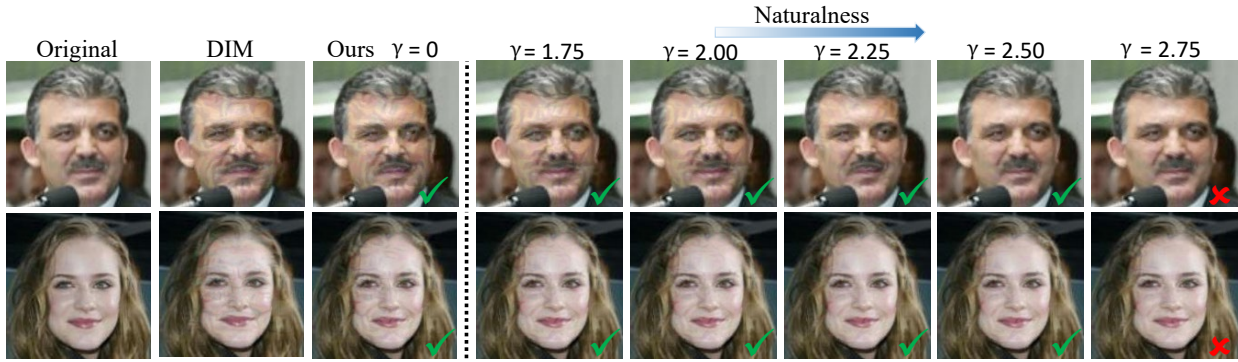 Naturalness
Original DIM Ours γ = 0 γ = 1.75 γ = 2.00 γ = 2.25 γ = 2.50 γ = 2.75